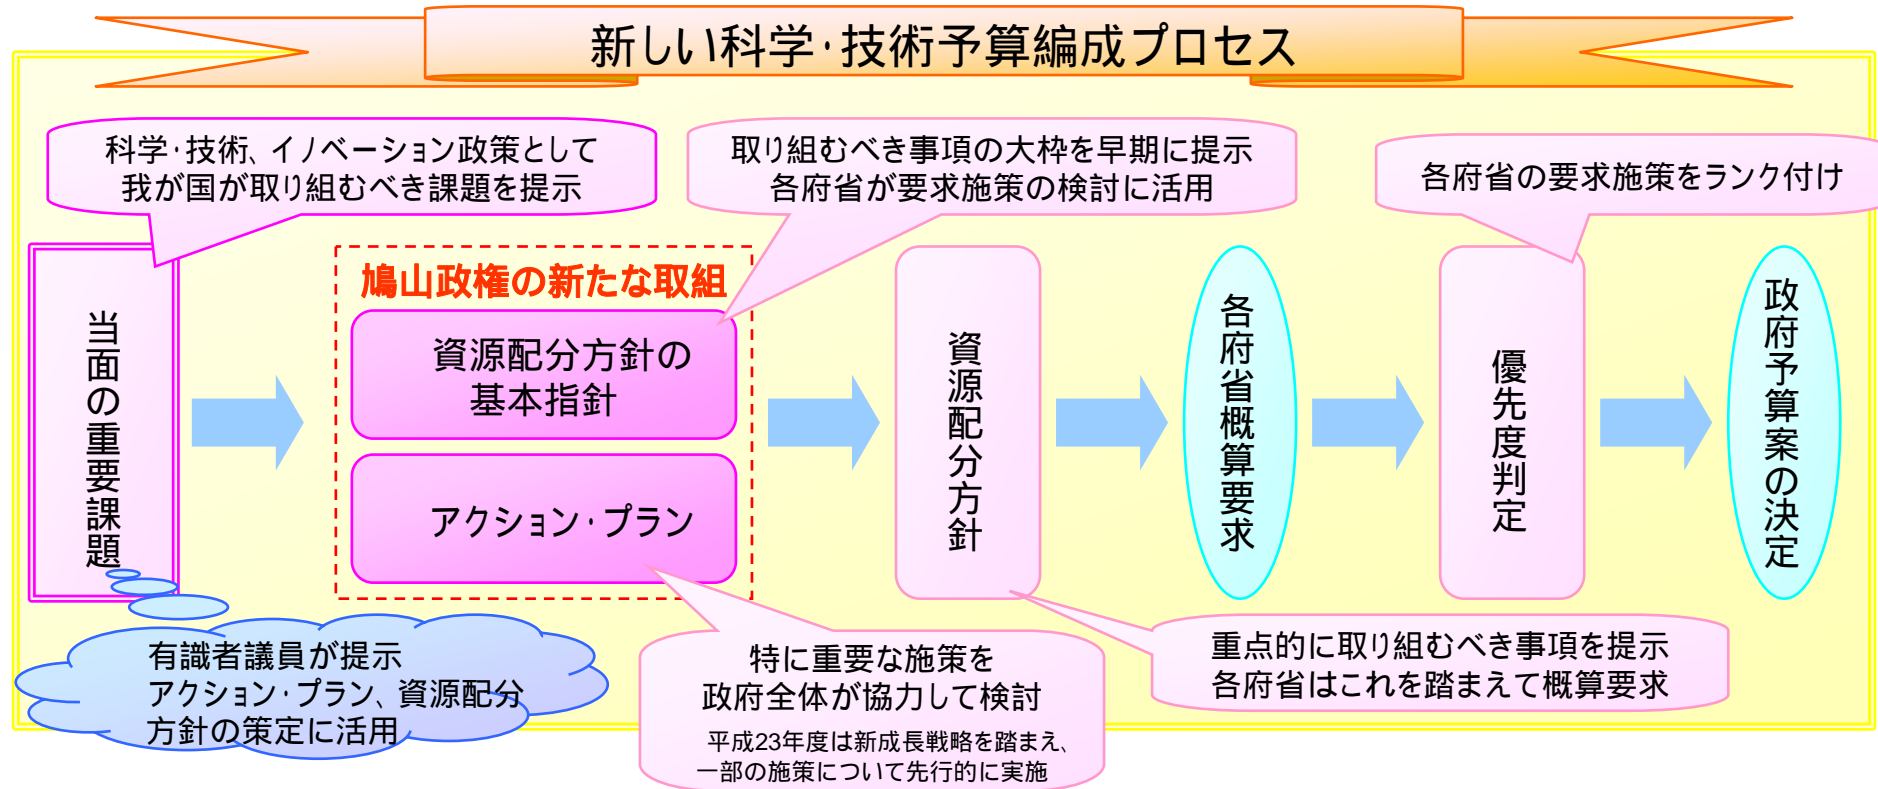 新しい科学・技術予算編成プロセス
科学・技術、イノベーション政策として
我が国が取り組むべき課題を提示
取り組むべき事項の大枠を早期に提示
各府省が要求施策の検討に活用
各府省の要求施策をランク付け
当面の重要課題
鳩山政権の新たな取組
資源配分方針の
基本指針
アクション・プラン
資源配分方針
各府省概算要求
優先度判定
政府予算案の決定
有識者議員が提示
アクション・プラン、資源配分
方針の策定に活用
特に重要な施策を
政府全体が協力して検討
平成23年度は新成長戦略を踏まえ、
一部の施策について先行的に実施
重点的に取り組むべき事項を提示
各府省はこれを踏まえて概算要求